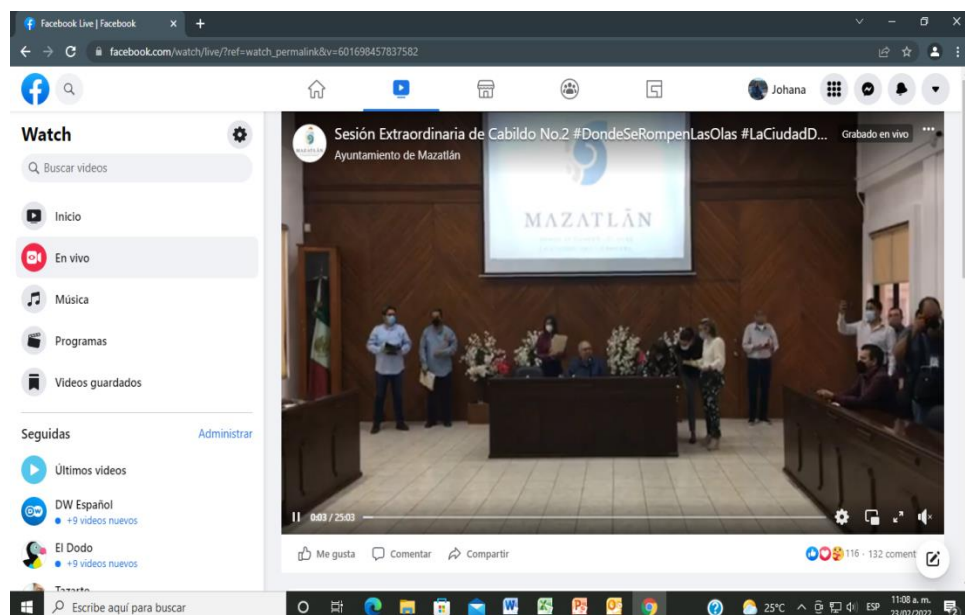 Facebook Live | Facebook
facebook.com/watch/live/?ref=watch_permalink&v=601698457837582
Johana
Watch
Buscar videos
Inicio
En vivo
Música
Programas
Videos guardados
Seguidas
Administrar
Últimos videos
DW Español
+9 videos nuevos
El Dodo
+9 videos nuevos
Sesión Extraordinaria de Cabildo No.2 #DondeSeRompenLasOlas #LaCiudadD...
Grabado en vivo
Ayuntamiento de Mazatlán
MAZATLÁN
0:03 / 25:03
Me gusta
Comentar
Compartir
116 · 132 coment
Escribe aquí para buscar
25°C
ESP
11:08 a. m.
23/02/2022